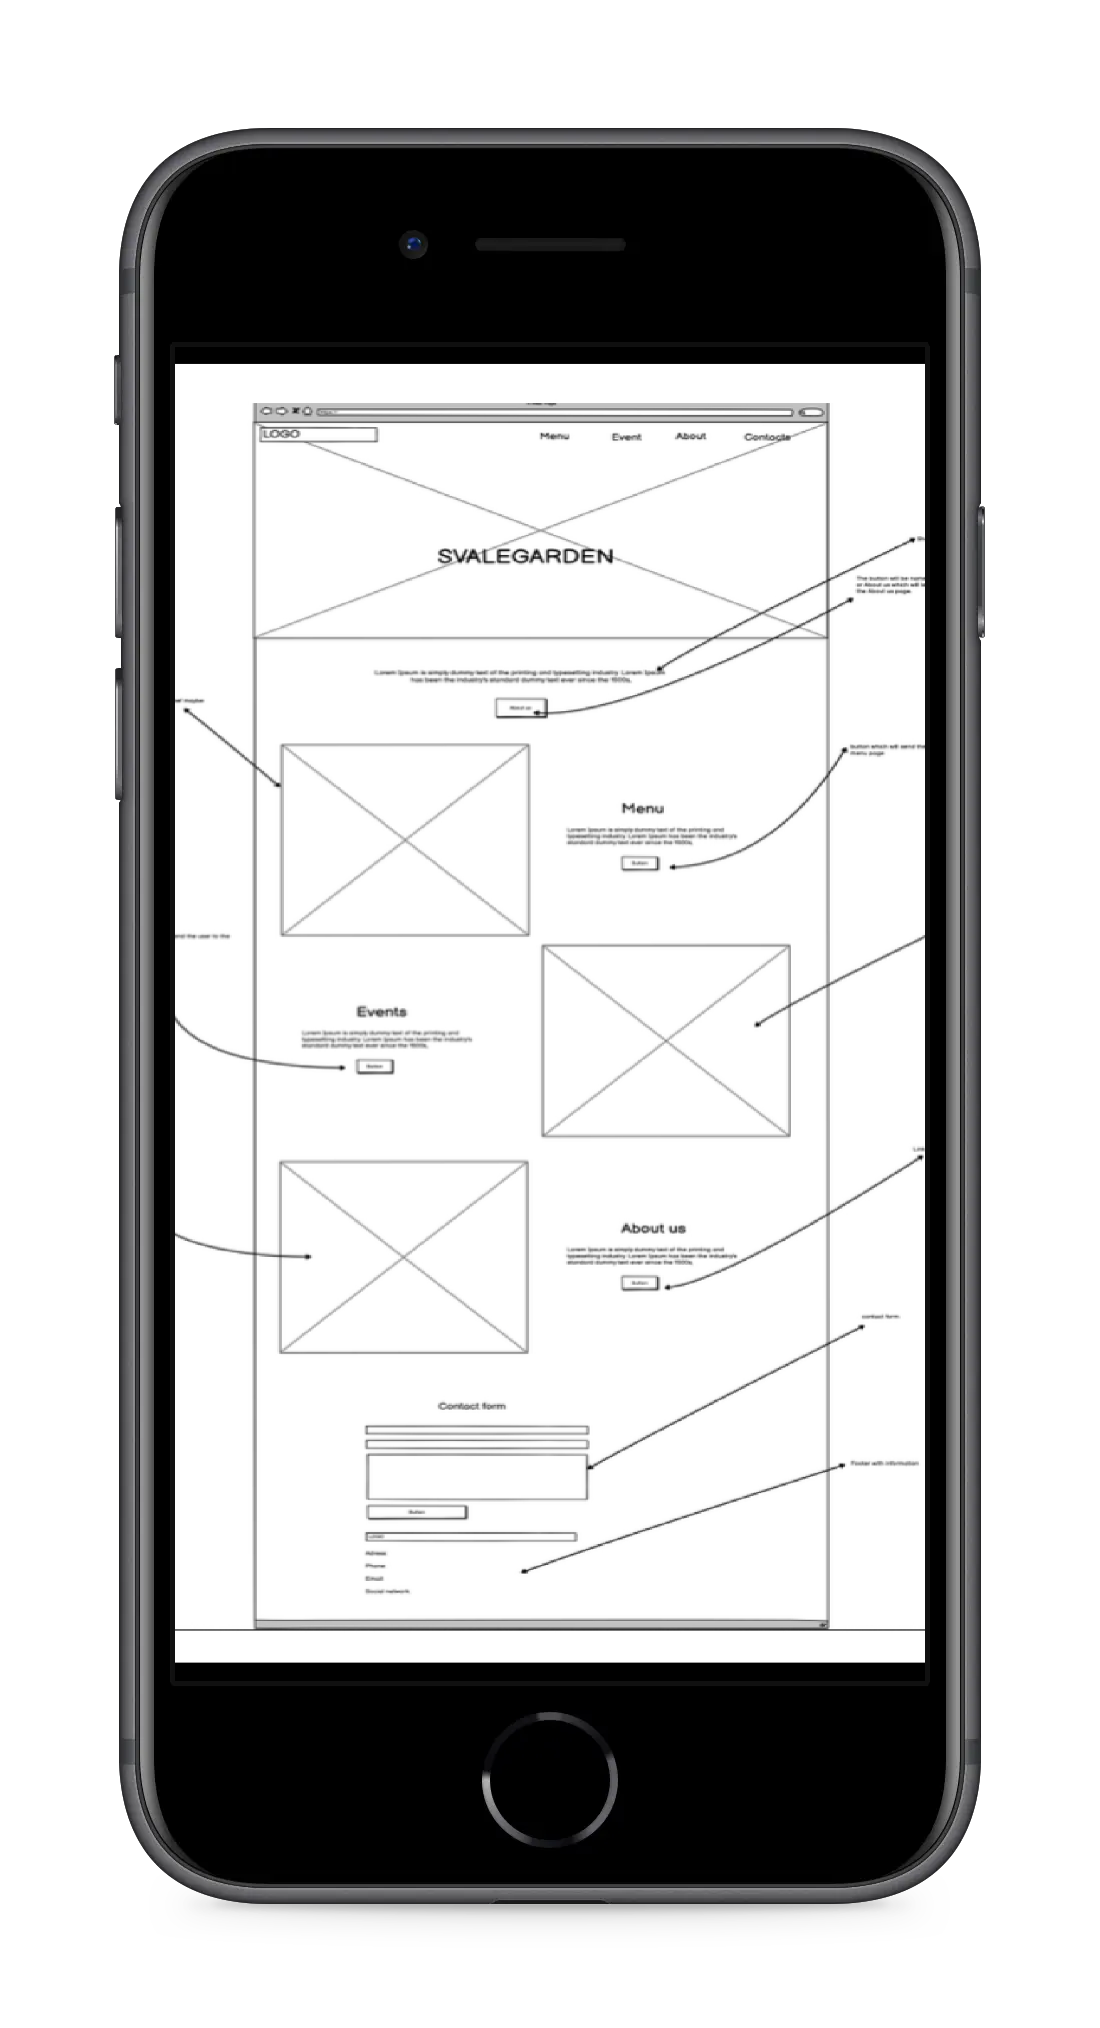 https://
LOGO
Menu
Event
About
Contacts
SVALEGARDEN
The button will be name
or About us which will
the About us page.
Lorem Ipsum is simply dummy text of the printing and typesetting industry. Lorem Ipsum
has been the industry's standard dummy text ever since the 1500s,
About us
maybe
button which will send the
menu page
Menu
Lorem Ipsum is simply dummy text of the printing and
typesetting industry. Lorem Ipsum has been the industry's
standard dummy text ever since the 1500s,
Button
end the user to the
Events
Lorem Ipsum is simply dummy text of the printing and
typesetting industry. Lorem Ipsum has been the industry's
standard dummy text ever since the 1500s,
Button
About us
Lorem Ipsum is simply dummy text of the printing and
typesetting industry. Lorem Ipsum has been the industry's
standard dummy text ever since the 1500s,
Button
contact form
Contact form
Footer with information
Button
LOGO
Adress
Phone
Email
Social network